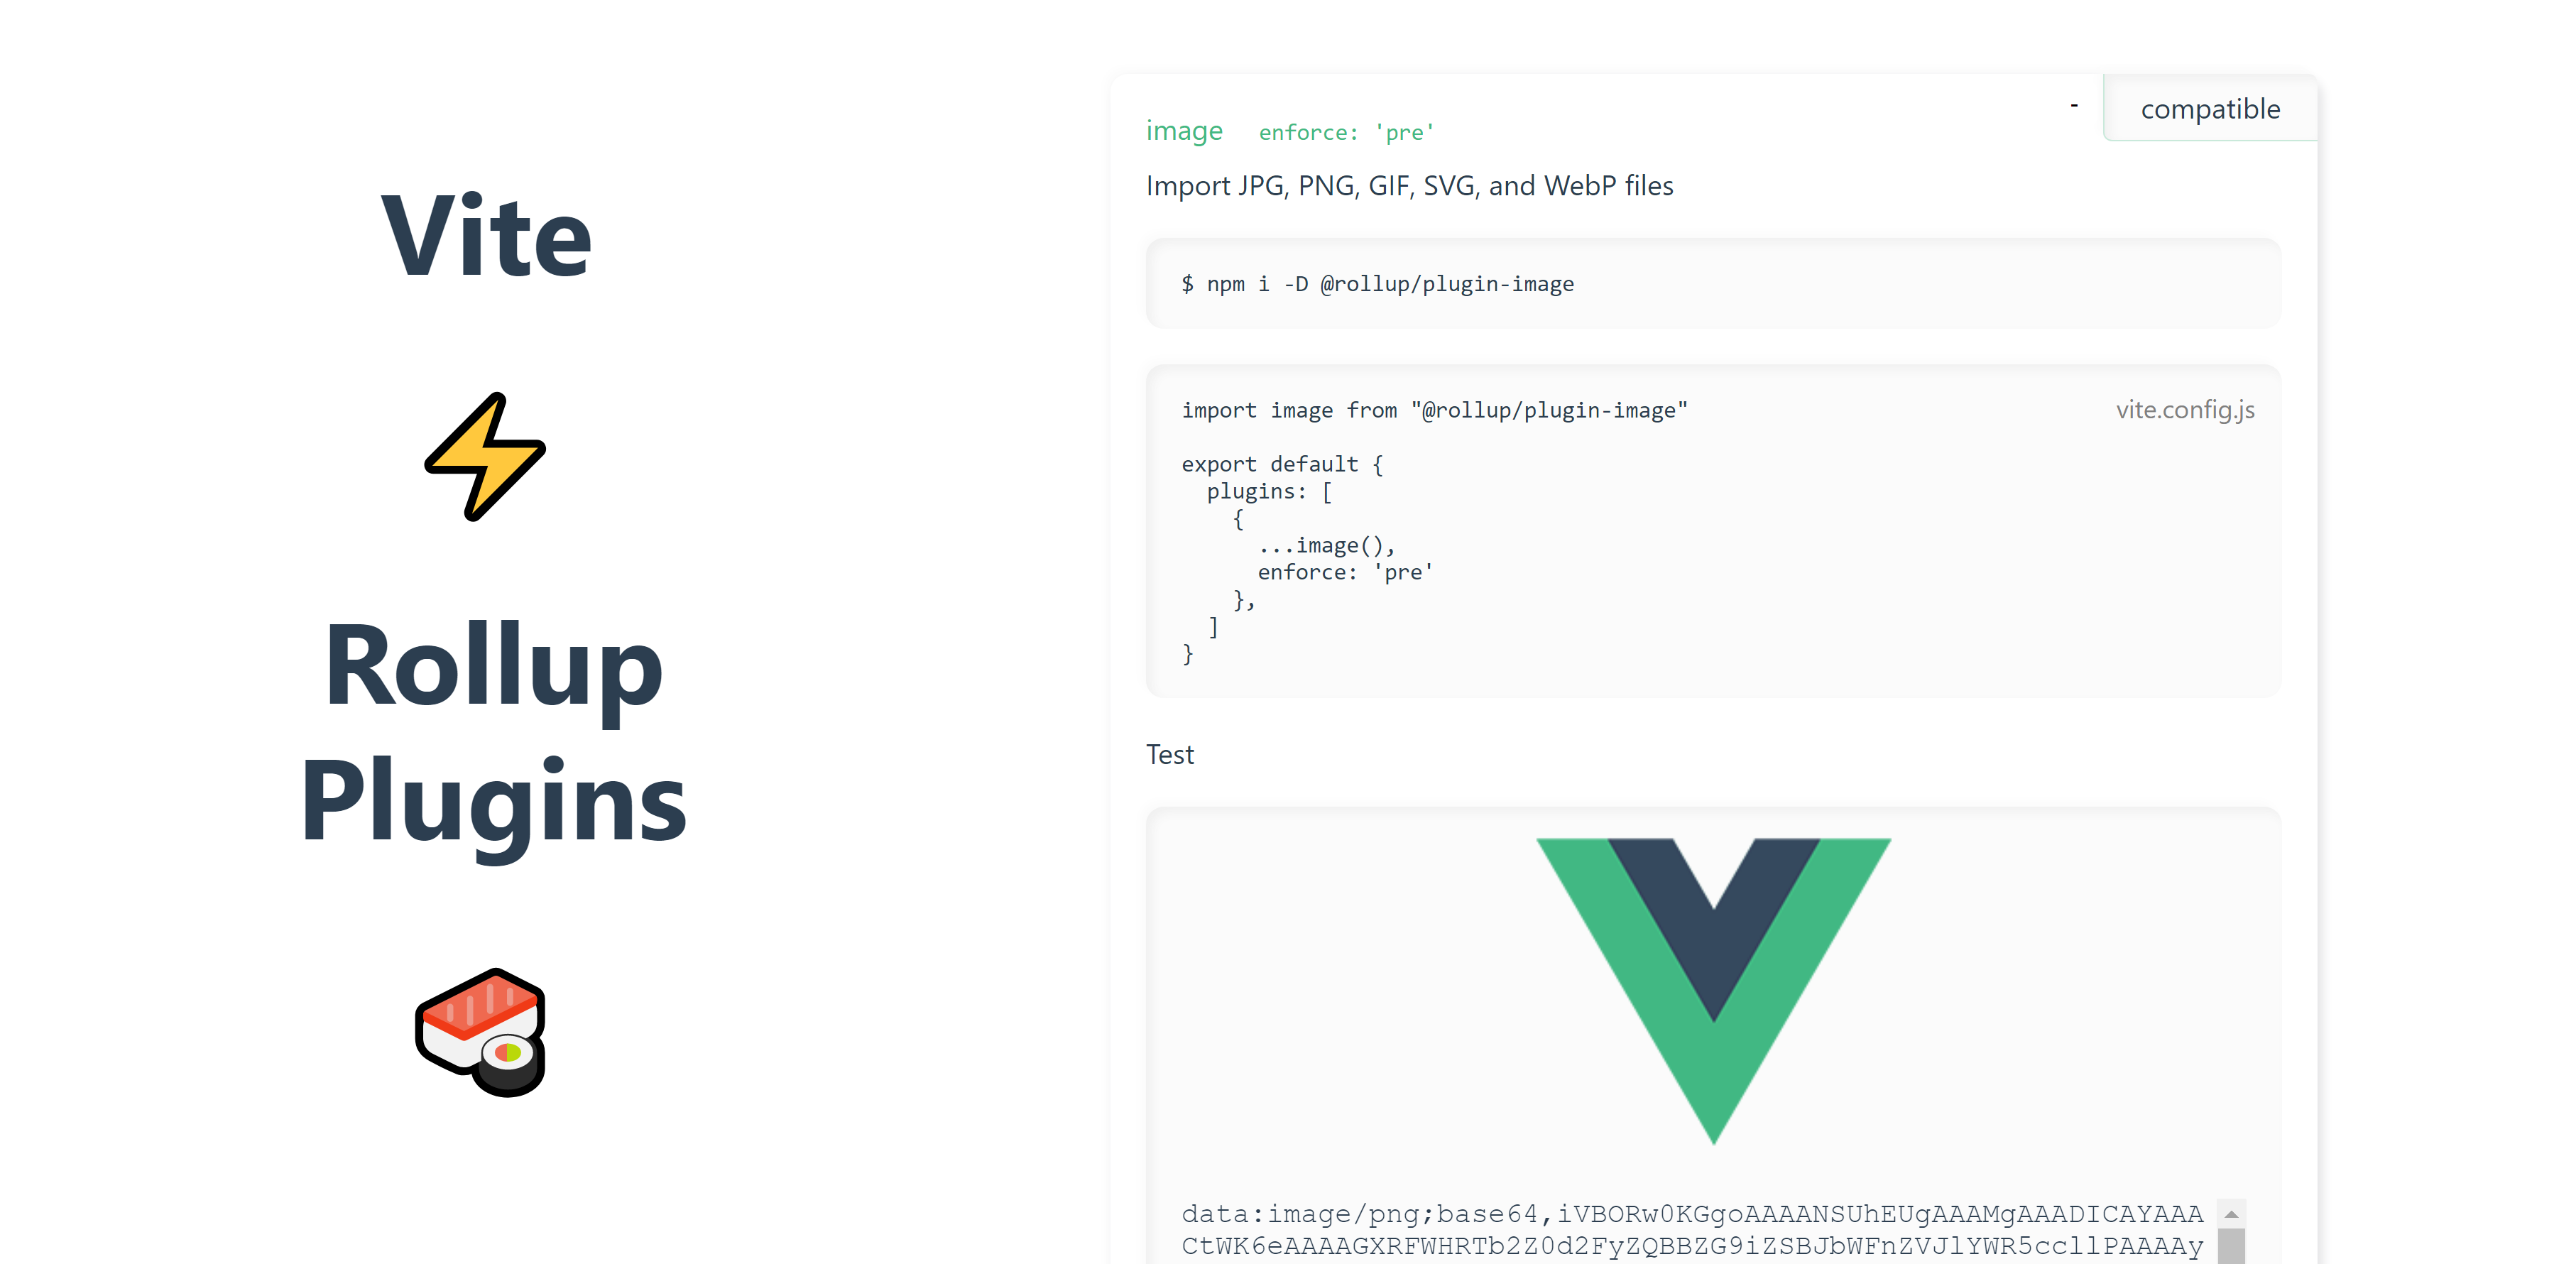 Vite
Rollup
Plugins
-
compatible
image enforce: 'pre'
Import JPG, PNG, GIF, SVG, and WebP files
$ npm i -D @rollup/plugin-image
import image from "@rollup/plugin-image"
vite.config.js
export default {
  plugins: [
    {
      ...image(),
      enforce: 'pre'
    },
  ]
}
Test
data:image/png;base64,iVBORw0KGgoAAAANSUhEUgAAAMgAAADICAYAAA
CtWK6eAAAAGXRFWHRTb2Z0d2FyZQBBZG9iZSBJbWFnZVJlYWR5ccllPAAAAy